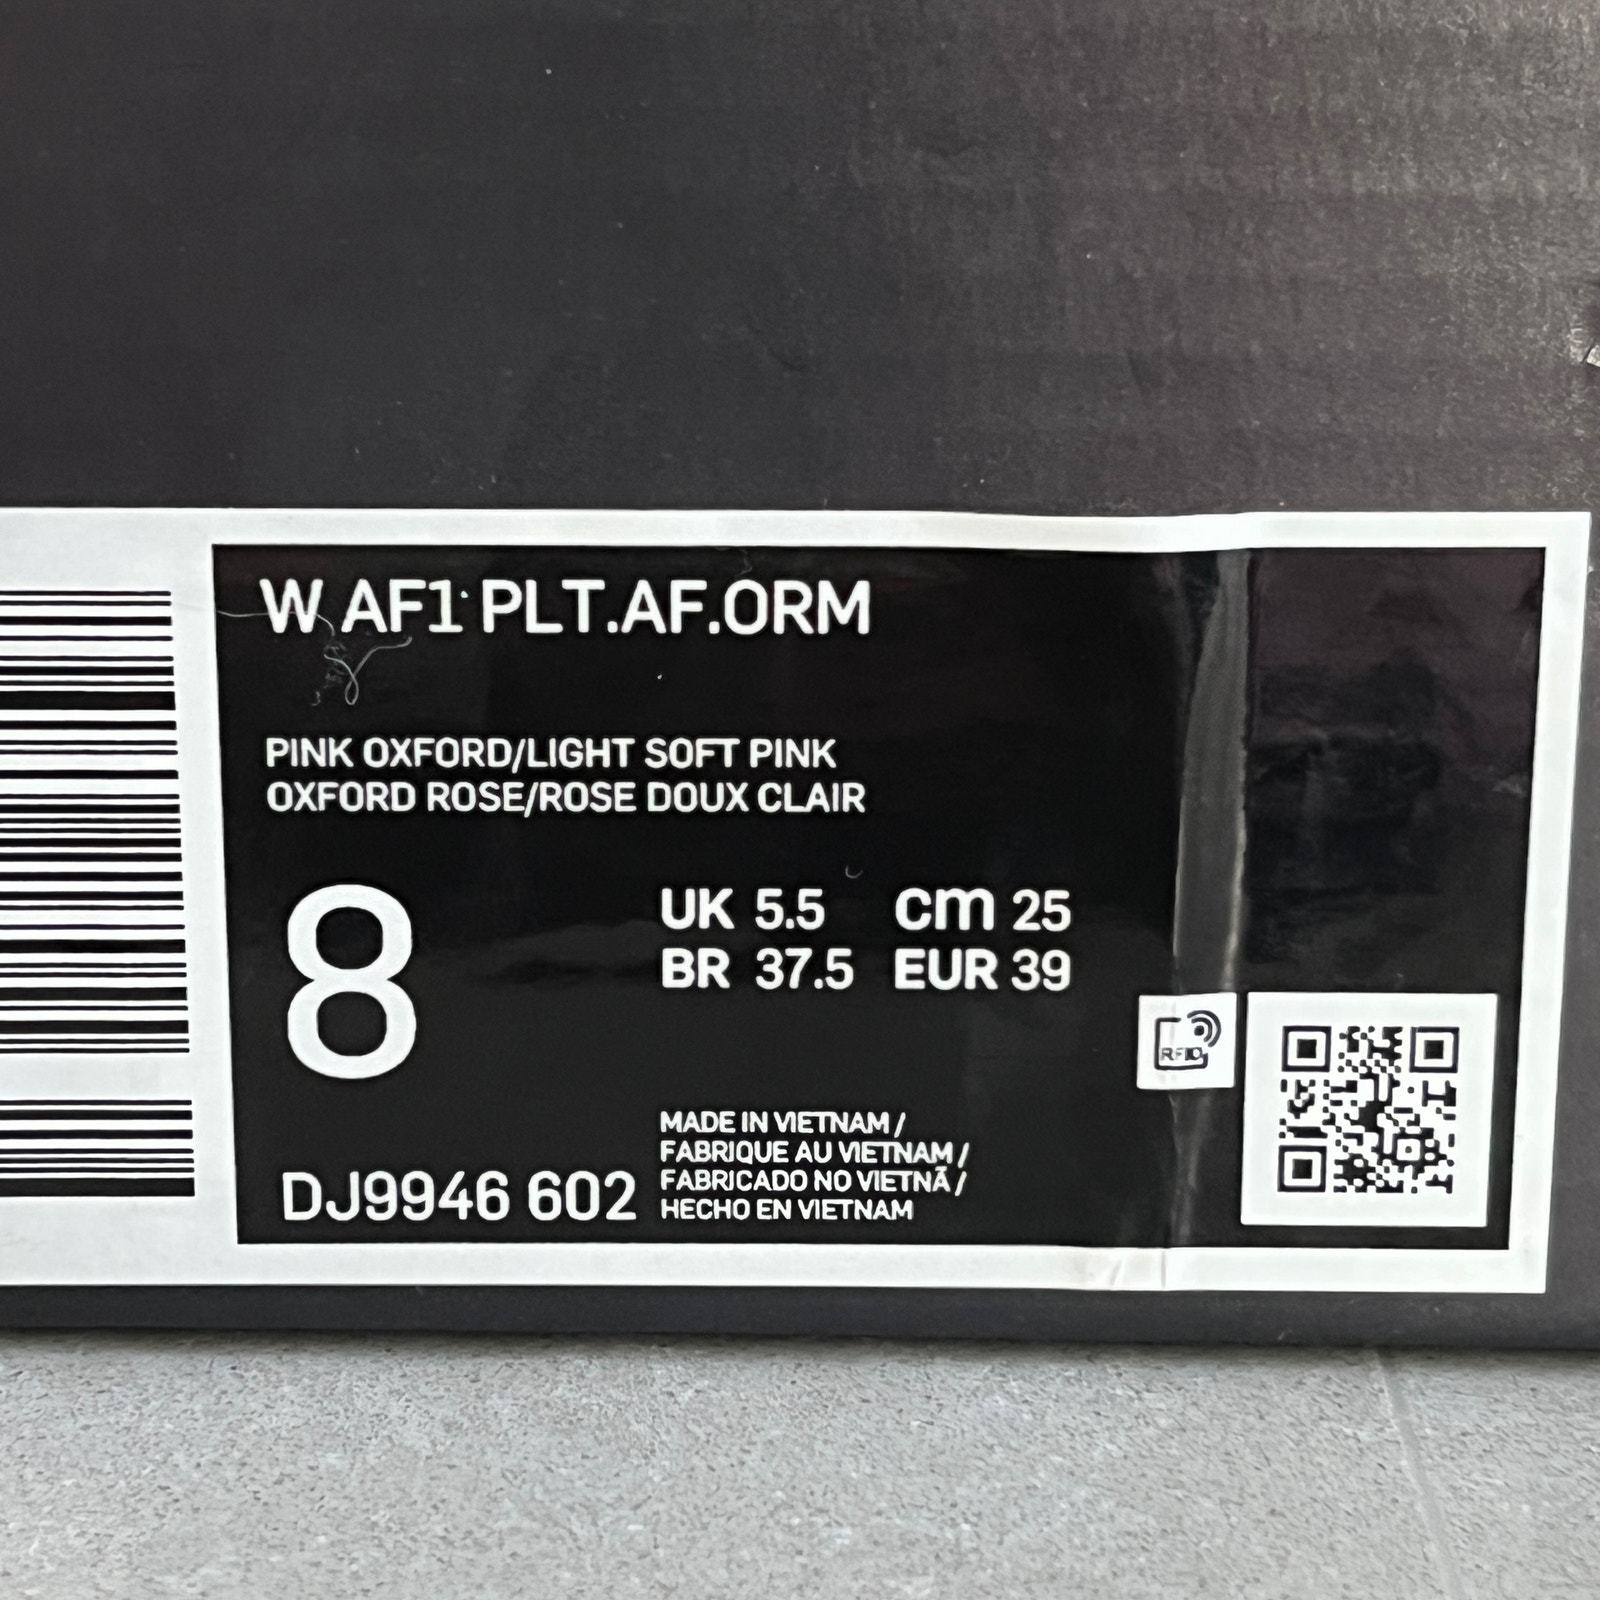 W AF1 PLT.AF.ORM
PINK OXFORD/LIGHT SOFT PINK
OXFORD ROSE/ROSE DOUX CLAIR
8
UK 5.5 cm 25
BR 37.5 EUR 39
RFID
DJ9946 602
MADE IN VIETNAM /
FABRIQUE AU VIETNAM /
FABRICADO NO VIETNÃ /
HECHO EN VIETNAM